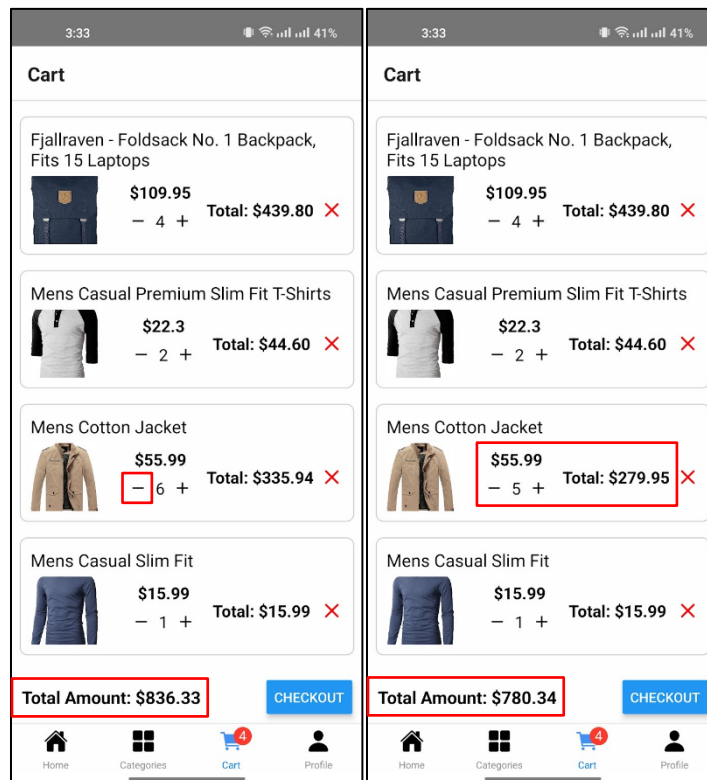 3:33
41%
Cart
Fjallraven - Foldsack No. 1 Backpack,
Fits 15 Laptops
$109.95
− 4 +
Total: $439.80 ✕
Mens Casual Premium Slim Fit T-Shirts
$22.3
− 2 +
Total: $44.60 ✕
Mens Cotton Jacket
$55.99
− 6 +
Total: $335.94 ✕
Mens Casual Slim Fit
$15.99
− 1 +
Total: $15.99 ✕
Total Amount: $836.33
CHECKOUT
4
Home
Categories
Cart
Profile
3:33
41%
Cart
Fjallraven - Foldsack No. 1 Backpack,
Fits 15 Laptops
$109.95
− 4 +
Total: $439.80 ✕
Mens Casual Premium Slim Fit T-Shirts
$22.3
− 2 +
Total: $44.60 ✕
Mens Cotton Jacket
$55.99
− 5 +
Total: $279.95 ✕
Mens Casual Slim Fit
$15.99
− 1 +
Total: $15.99 ✕
Total Amount: $780.34
CHECKOUT
4
Home
Categories
Cart
Profile